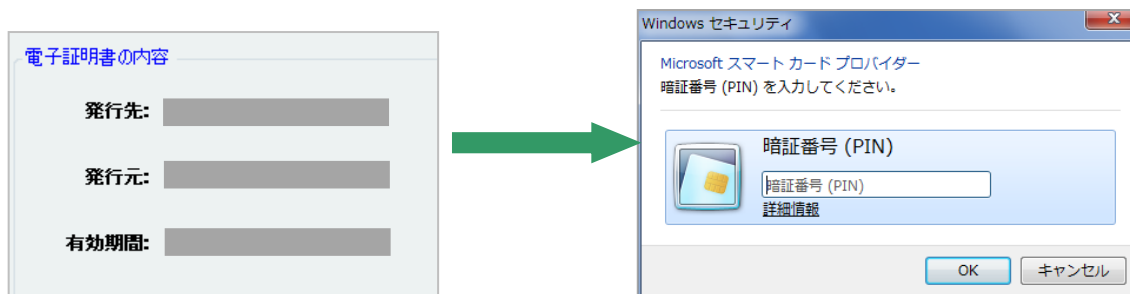 電子証明書の内容
発行先:
発行元:
有効期間:
Windows セキュリティ
Microsoft スマート カード プロバイダー
暗証番号 (PIN) を入力してください。
暗証番号 (PIN)
暗証番号 (PIN)
詳細情報
OK
キャンセル